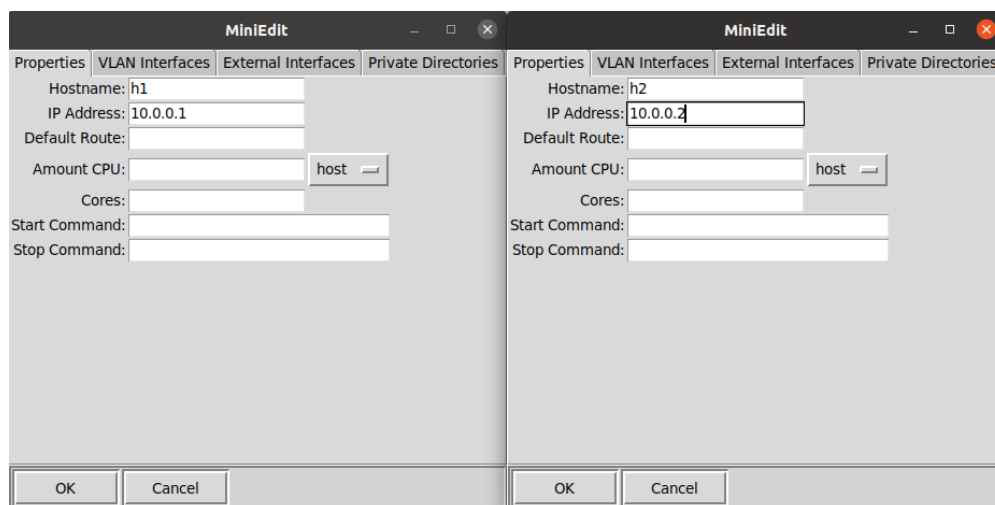 MiniEdit
Properties VLAN Interfaces External Interfaces Private Directories
Hostname: h1
IP Address: 10.0.0.1
Default Route:
Amount CPU: host
Cores:
Start Command:
Stop Command:
OK Cancel
MiniEdit
Properties VLAN Interfaces External Interfaces Private Directories
Hostname: h2
IP Address: 10.0.0.2
Default Route:
Amount CPU: host
Cores:
Start Command:
Stop Command:
OK Cancel